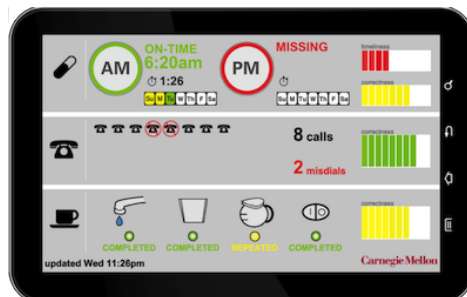 AM
ON-TIME
6:20am
1:26
Su M Tu W Th F Sa
PM
MISSING
Su M Tu W Th F Sa
timeliness
correctness
8 calls
2 misdials
correctness
COMPLETED
COMPLETED
REPEATED
COMPLETED
correctness
updated Wed 11:26pm
Carnegie Mellon